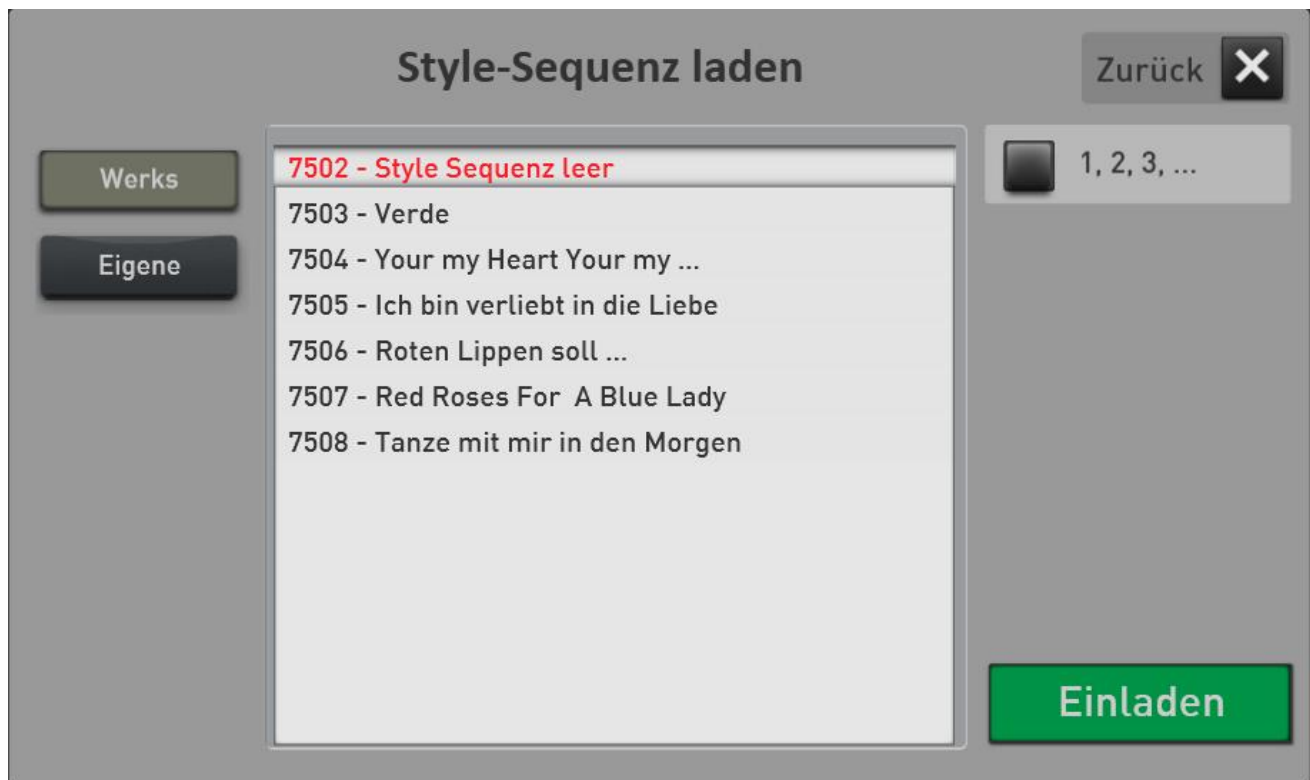 Style-Sequenz laden
Zurück
Werks
Eigene
7502 - Style Sequenz leer
7503 - Verde
7504 - Your my Heart Your my ...
7505 - Ich bin verliebt in die Liebe
7506 - Roten Lippen soll ...
7507 - Red Roses For  A Blue Lady
7508 - Tanze mit mir in den Morgen
1, 2, 3, ...
Einladen